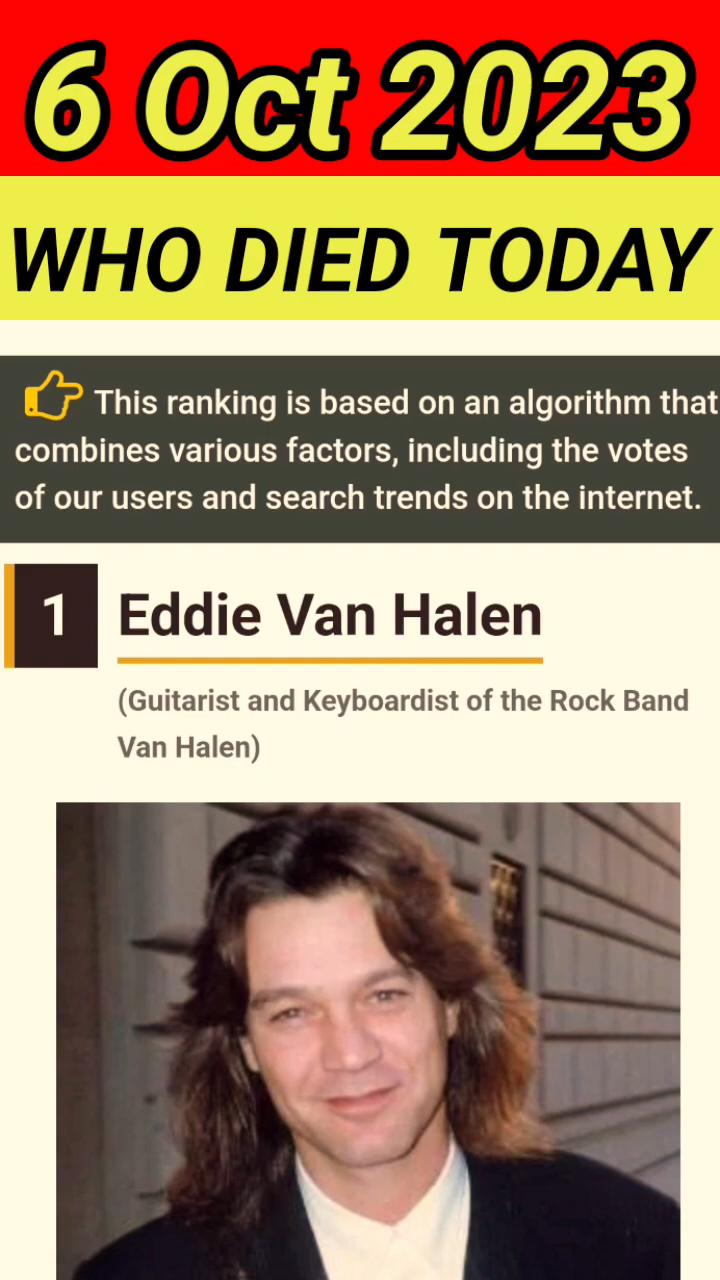 6 Oct 2023
WHO DIED TODAY
This ranking is based on an algorithm that
combines various factors, including the votes
of our users and search trends on the internet.
1 Eddie Van Halen
(Guitarist and Keyboardist of the Rock Band
Van Halen)